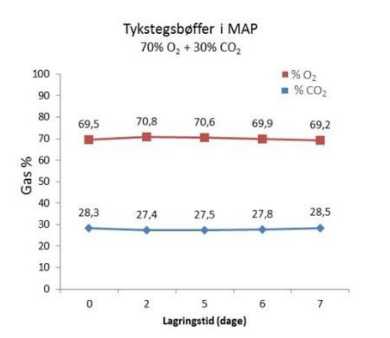 Tykstegsbøffer i MAP
70% O₂ + 30% CO₂
% O₂
% CO₂
Gas %
100
90
80
70
60
50
40
30
20
10
0
69,5 70,8 70,6 69,9 69,2
28,3 27,4 27,5 27,8 28,5
0 2 5 6 7
Lagringstid (dage)